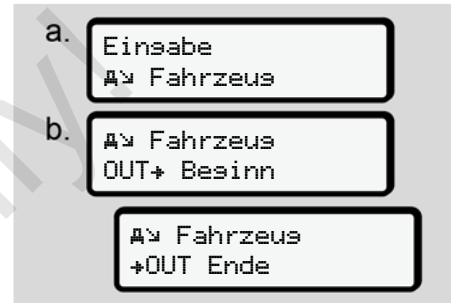 a.
Eingabe
Fahrzeug
b.
Fahrzeug
OUT→ Beginn
Fahrzeug
→OUT Ende